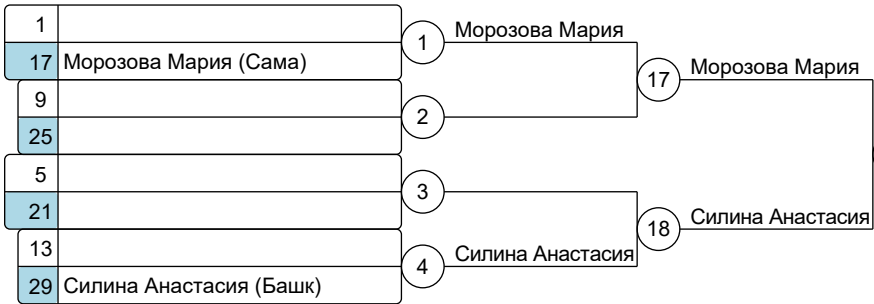 1
17 Морозова Мария (Сама)
9
25
5
21
13
29 Силина Анастасия (Башк)
1 Морозова Мария
2
3
4 Силина Анастасия
17 Морозова Мария
18 Силина Анастасия